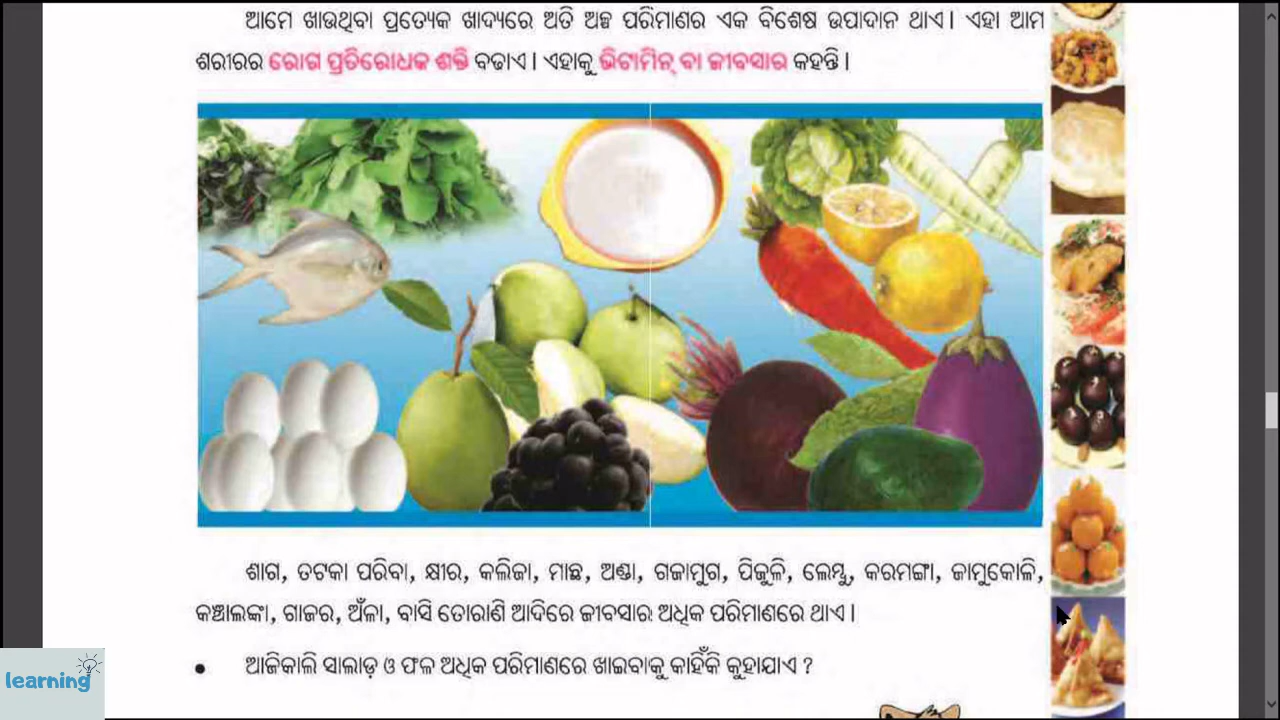 ଆମେ ଖାଉଥିବା ପ୍ରତ୍ୟେକ ଖାଦ୍ୟରେ ଅତି ଅଳ୍ପ ପରିମାଣର ଏକ ବିଶେଷ ଉପାଦାନ ଥାଏ। ଏହା ଆମ
ଶରୀରର ରୋଗ ପ୍ରତିରୋଧକ ଶକ୍ତି ବଢାଏ। ଏହାକୁ ଭିଟାମିନ୍ ବା ଜୀବସାର କହନ୍ତି।
ଶାଗ, ତଟକା ପରିବା, କ୍ଷୀର, କଲିଜା, ମାଛ, ଅଣ୍ଡା, ଗଜାମୁଗ, ପିଜୁଳି, ଲେମ୍ବୁ, କରମଙ୍ଗା, ଜାମୁକୋଳି,
କଞ୍ଚାଲଙ୍କା, ଗାଜର, ଅଁଳା, ବାସି ତୋରାଣି ଆଦିରେ ଜୀବସାର ଅଧିକ ପରିମାଣରେ ଥାଏ।
• ଆଜିକାଲି ସାଲାଡ଼ ଓ ଫଳ ଅଧିକ ପରିମାଣରେ ଖାଇବାକୁ କାହିଁକି କୁହାଯାଏ ?
learning